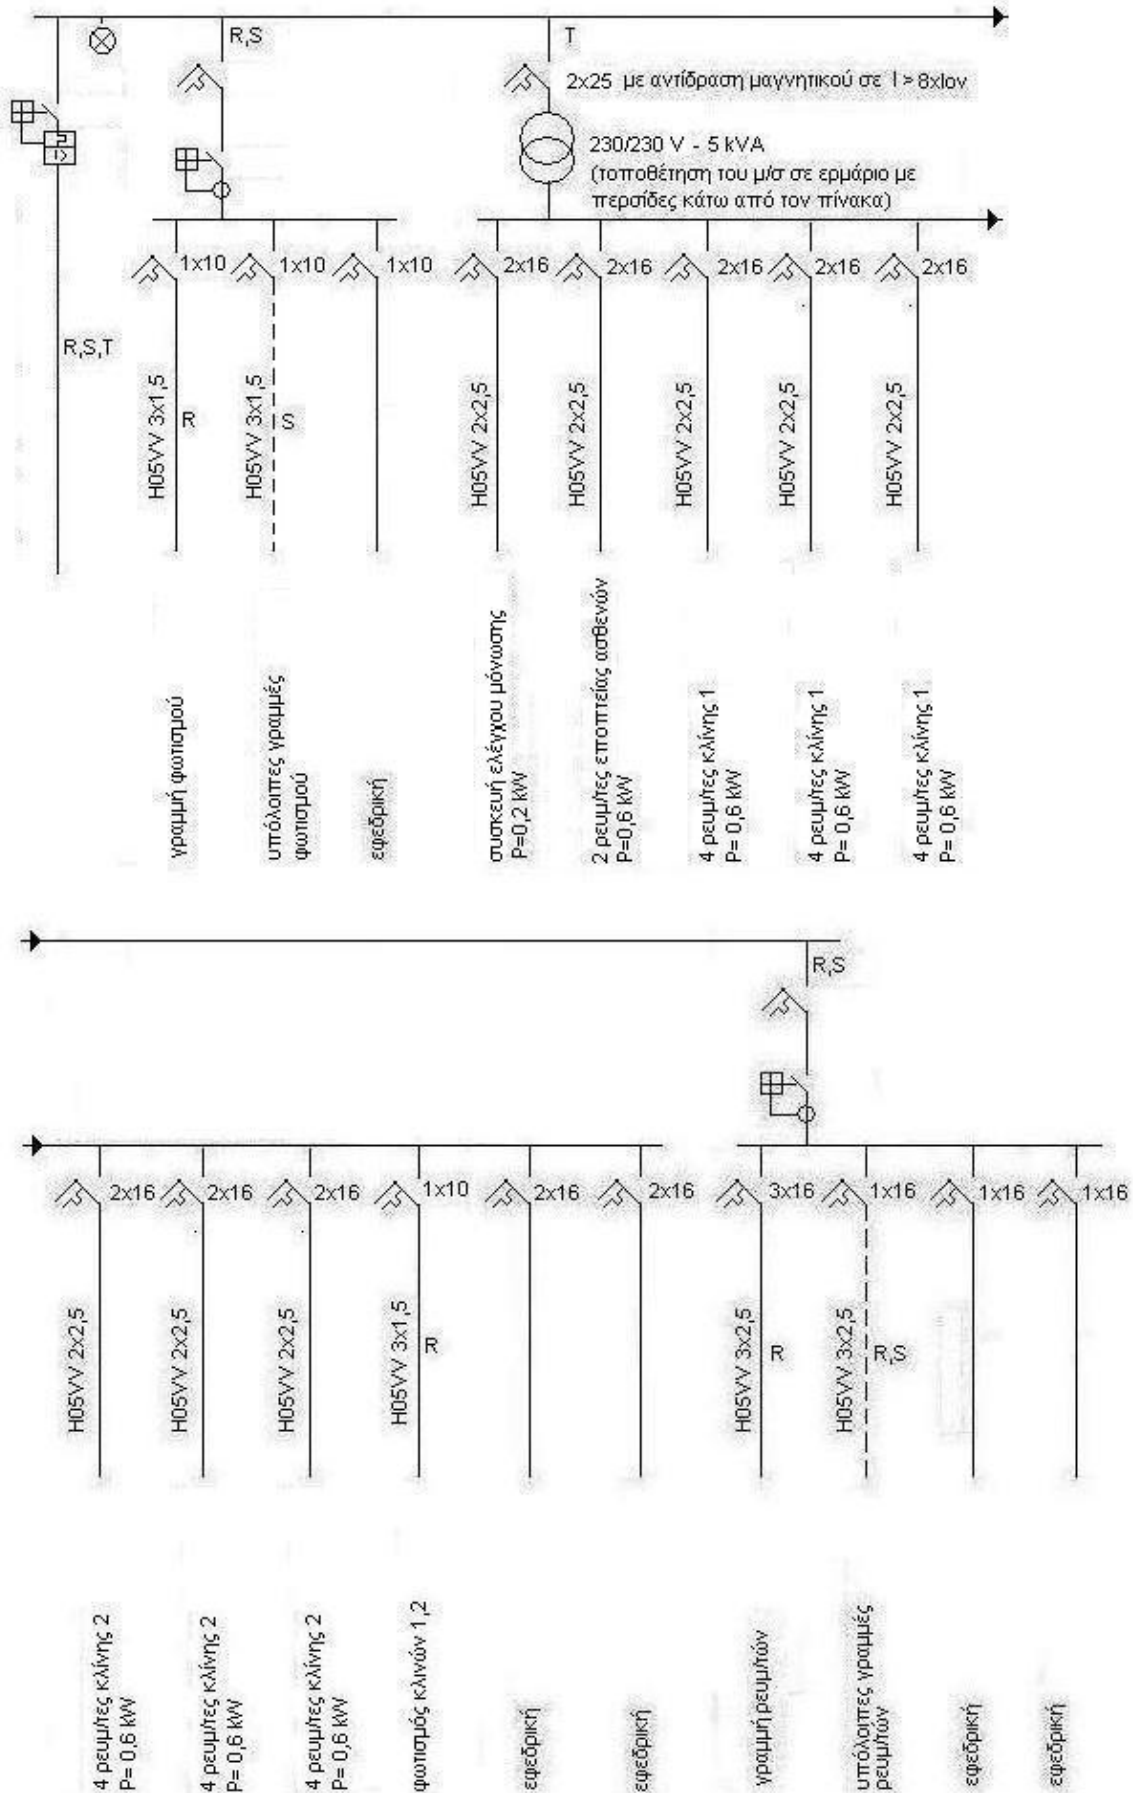 R,S
T
2x25 με αντίδραση μαγνητικού σε I > 8xIον
230/230 V - 5 kVA
(τοποθέτηση του μ/σ σε ερμάριο με
περσίδες κάτω από τον πίνακα)
1x10
1x10
1x10
2x16
2x16
2x16
2x16
2x16
R,S,T
H05VV 3x1,5
R
H05VV 3x1,5
S
H05VV 2x2,5
H05VV 2x2,5
H05VV 2x2,5
H05VV 2x2,5
H05VV 2x2,5
γραμμή φωτισμού
υπόλοιπες γραμμές
φωτισμού
εφεδρική
συσκευή ελέγχου μόνωσης
P=0,2 kW
2 ρευμ/τες εποπτείας ασθενών
P=0,6 kW
4 ρευμ/τες κλίνης 1
P= 0,6 kW
4 ρευμ/τες κλίνης 1
P= 0,6 kW
4 ρευμ/τες κλίνης 1
P= 0,6 kW
R,S
2x16
2x16
2x16
1x10
2x16
2x16
3x16
1x16
1x16
1x16
H05VV 2x2,5
H05VV 2x2,5
H05VV 2x2,5
H05VV 3x1,5
R
H05VV 3x2,5
R
H05VV 3x2,5
R,S
4 ρευμ/τες κλίνης 2
P= 0,6 kW
4 ρευμ/τες κλίνης 2
P= 0,6 kW
4 ρευμ/τες κλίνης 2
P= 0,6 kW
φωτισμός κλινών 1,2
εφεδρική
εφεδρική
γραμμή ρευμ/τών
υπόλοιπες γραμμές
ρευμ/τών
εφεδρική
εφεδρική